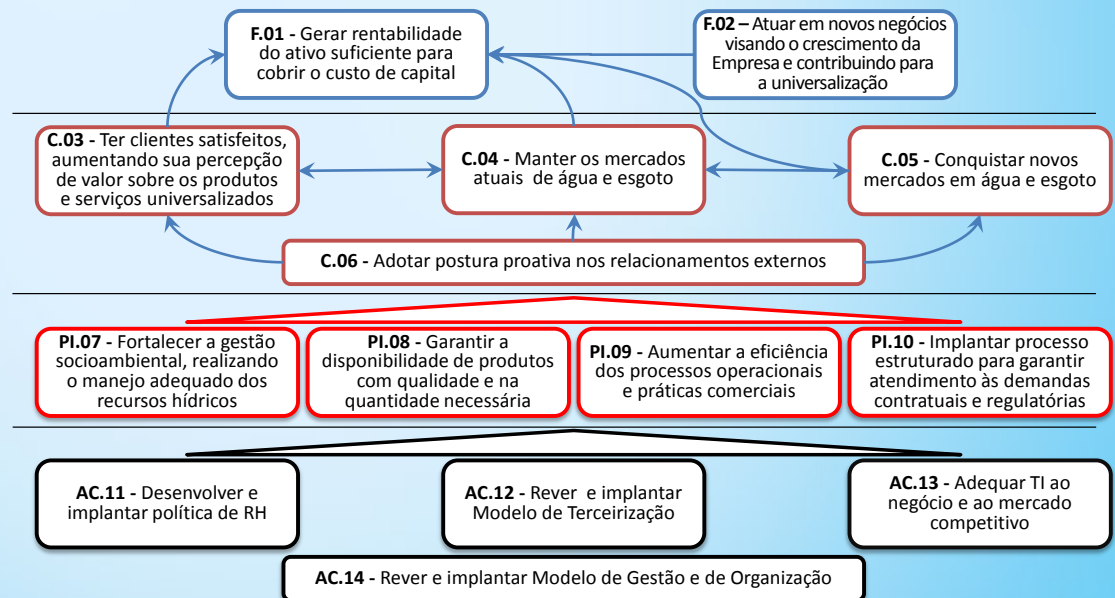 F.01 - Gerar rentabilidade
do ativo suficiente para
cobrir o custo de capital
F.02 – Atuar em novos negócios
visando o crescimento da
Empresa e contribuindo para
a universalização
C.03 - Ter clientes satisfeitos,
aumentando sua percepção
de valor sobre os produtos
e serviços universalizados
C.04 - Manter os mercados
atuais de água e esgoto
C.05 - Conquistar novos
mercados em água e esgoto
C.06 - Adotar postura proativa nos relacionamentos externos
PI.07 - Fortalecer a gestão
socioambiental, realizando
o manejo adequado dos
recursos hídricos
PI.08 - Garantir a
disponibilidade de produtos
com qualidade e na
quantidade necessária
PI.09 - Aumentar a eficiência
dos processos operacionais
e práticas comerciais
PI.10 - Implantar processo
estruturado para garantir
atendimento às demandas
contratuais e regulatórias
AC.11 - Desenvolver e
implantar política de RH
AC.12 - Rever e implantar
Modelo de Terceirização
AC.13 - Adequar TI ao
negócio e ao mercado
competitivo
AC.14 - Rever e implantar Modelo de Gestão e de Organização